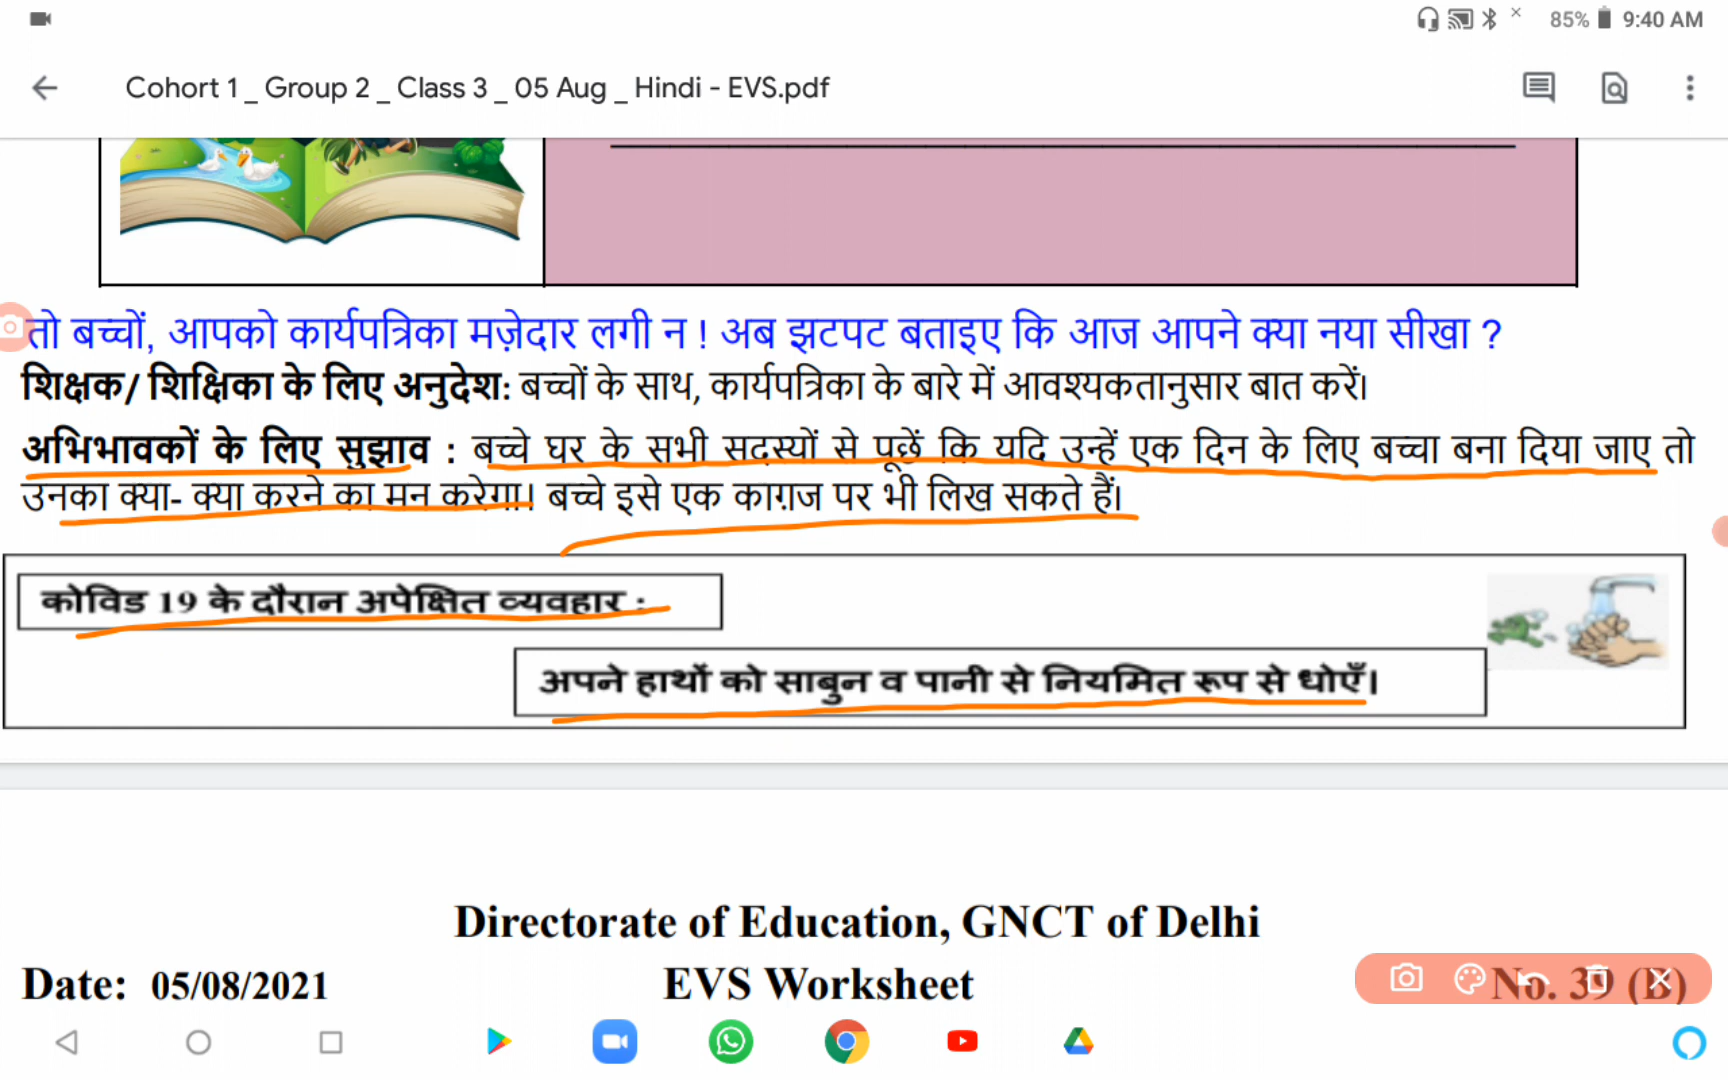 85% 9:40 AM
Cohort 1 _ Group 2 _ Class 3 _ 05 Aug _ Hindi - EVS.pdf
तो बच्चों, आपको कार्यपत्रिका मज़ेदार लगी न ! अब झटपट बताइए कि आज आपने क्या नया सीखा ?
शिक्षक/ शिक्षिका के लिए अनुदेश: बच्चों के साथ, कार्यपत्रिका के बारे में आवश्यकतानुसार बात करें।
अभिभावकों के लिए सुझाव : बच्चे घर के सभी सदस्यों से पूछें कि यदि उन्हें एक दिन के लिए बच्चा बना दिया जाए तो
उनका क्या- क्या करने का मन करेगा। बच्चे इसे एक काग़ज पर भी लिख सकते हैं।
कोविड 19 के दौरान अपेक्षित व्यवहार :
अपने हाथों को साबुन व पानी से नियमित रूप से धोएँ।
Directorate of Education, GNCT of Delhi
Date: 05/08/2021 EVS Worksheet No. 39 (B)